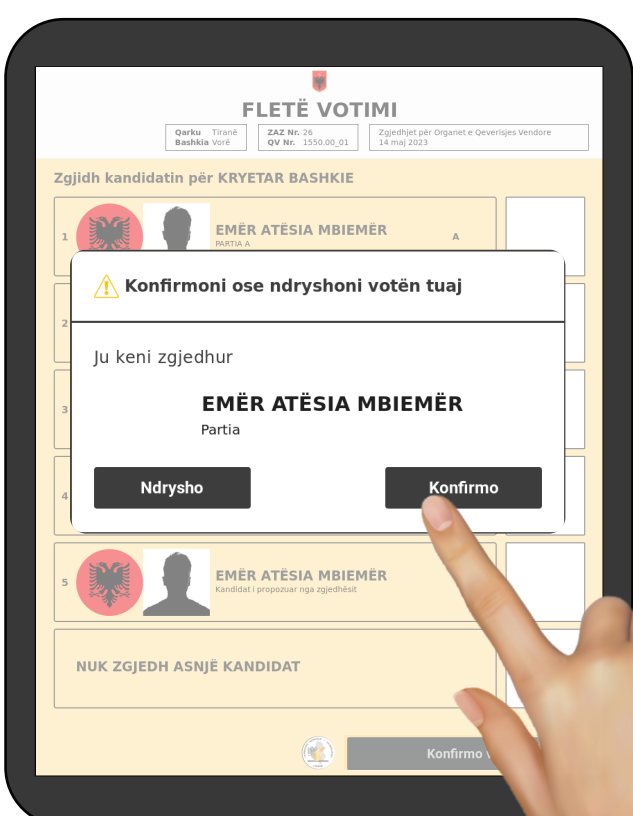 FLETË VOTIMI
Qarku Tiranë
Bashkia Vorë
ZAZ Nr. 26
QV Nr. 1550.00_01
Zgjedhjet për Organet e Qeverisjes Vendore
14 maj 2023
Zgjidh kandidatin për KRYETAR BASHKIE
1 EMËR ATËSIA MBIEMËR A
PARTIA A
Konfirmoni ose ndryshoni votën tuaj
2
Ju keni zgjedhur
3
EMËR ATËSIA MBIEMËR
Partia
4
Ndrysho Konfirmo
5 EMËR ATËSIA MBIEMËR
Kandidat i propozuar nga zgjedhësit
NUK ZGJEDH ASNJË KANDIDAT
Konfirmo